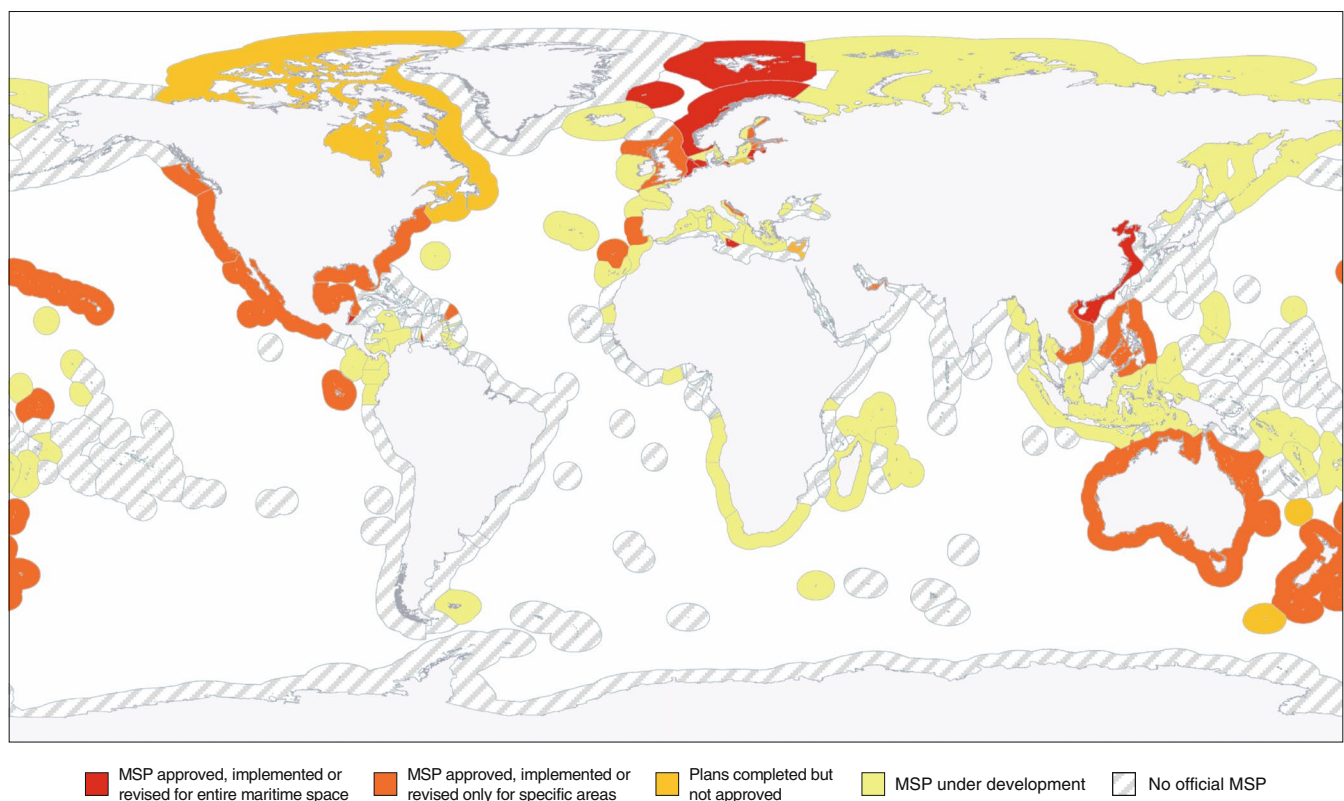 MSP approved, implemented or
revised for entire maritime space
MSP approved, implemented or
revised only for specific areas
Plans completed but
not approved
MSP under development
No official MSP